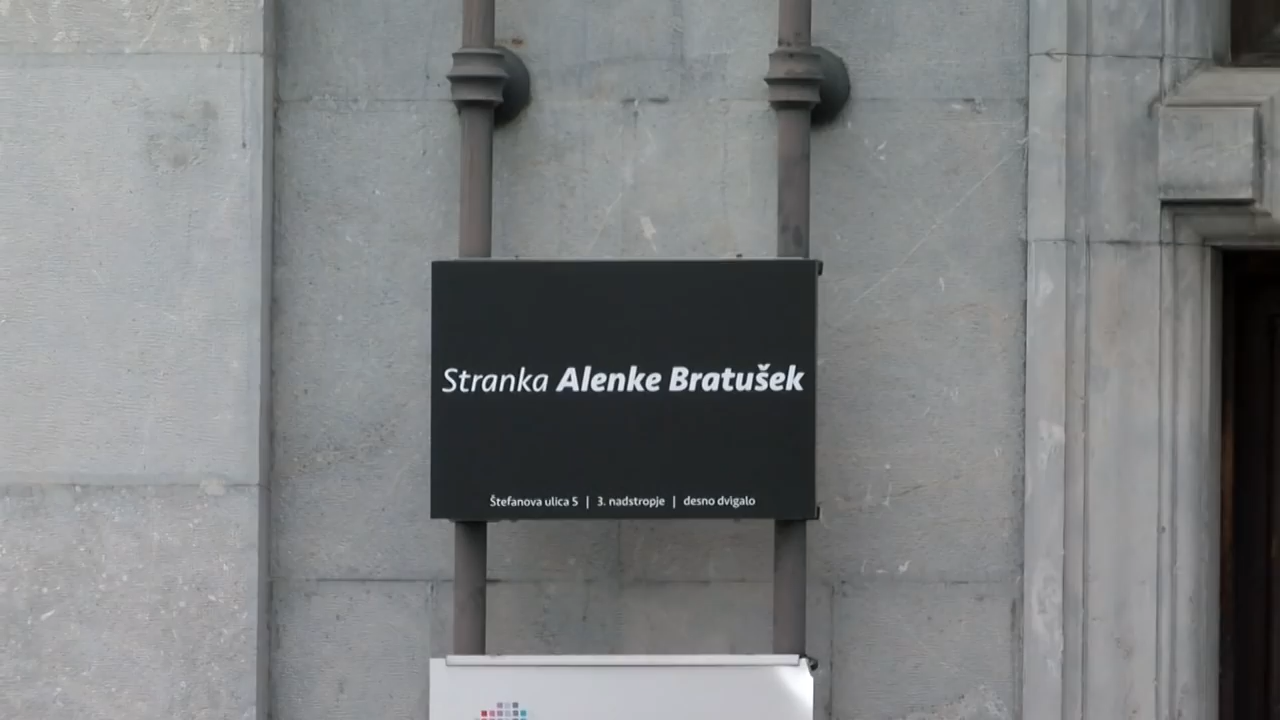 Stranka Alenke Bratušek
Štefanova ulica 5 | 3. nadstropje | desno dvigalo